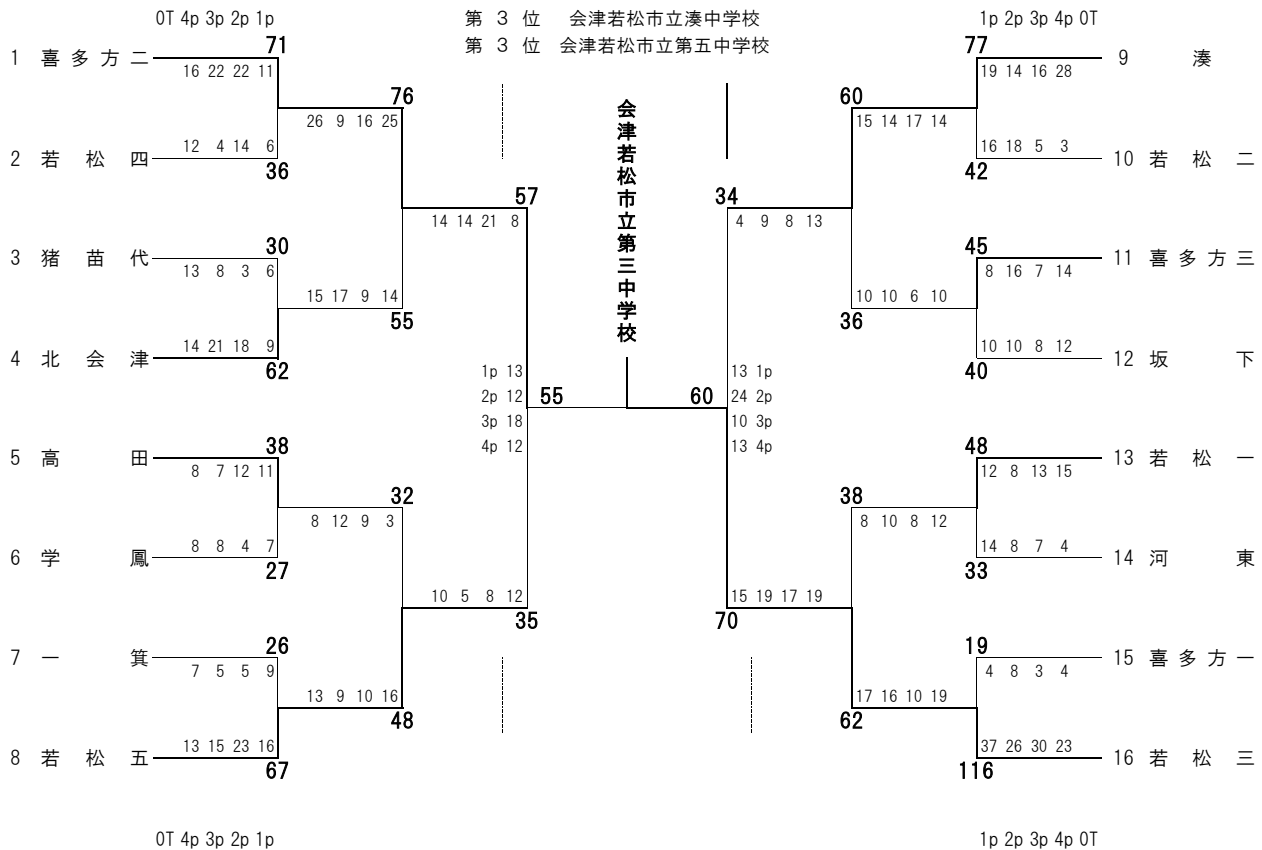 0T 4p 3p 2p 1p
第 3 位 会津若松市立湊中学校
1p 2p 3p 4p 0T
第 3 位 会津若松市立第五中学校
71
77
1 喜多方二
9 湊
16 22 22 11
19 14 16 28
76
60
会津若松市立第三中学校
26 9 16 25
15 14 17 14
12 4 14 6
16 18 5 3
2 若松四
10 若松二
36
42
57
34
14 14 21 8
4 9 8 13
30
45
3 猪苗代
11 喜多方三
13 8 3 6
8 16 7 14
15 17 9 14
10 10 6 10
55
36
14 21 18 9
10 10 8 12
4 北会津
12 坂下
62
40
1p 13
13 1p
2p 12
55
60
24 2p
3p 18
10 3p
4p 12
13 4p
38
48
5 高田
13 若松一
8 7 12 11
12 8 13 15
32
38
8 12 9 3
8 10 8 12
8 8 4 7
14 8 7 4
6 学鳳
14 河東
27
33
10 5 8 12
15 19 17 19
35
70
26
19
7 一箕
15 喜多方一
7 5 5 9
4 8 3 4
13 9 10 16
17 16 10 19
48
62
13 15 23 16
37 26 30 23
8 若松五
16 若松三
67
116
0T 4p 3p 2p 1p
1p 2p 3p 4p 0T